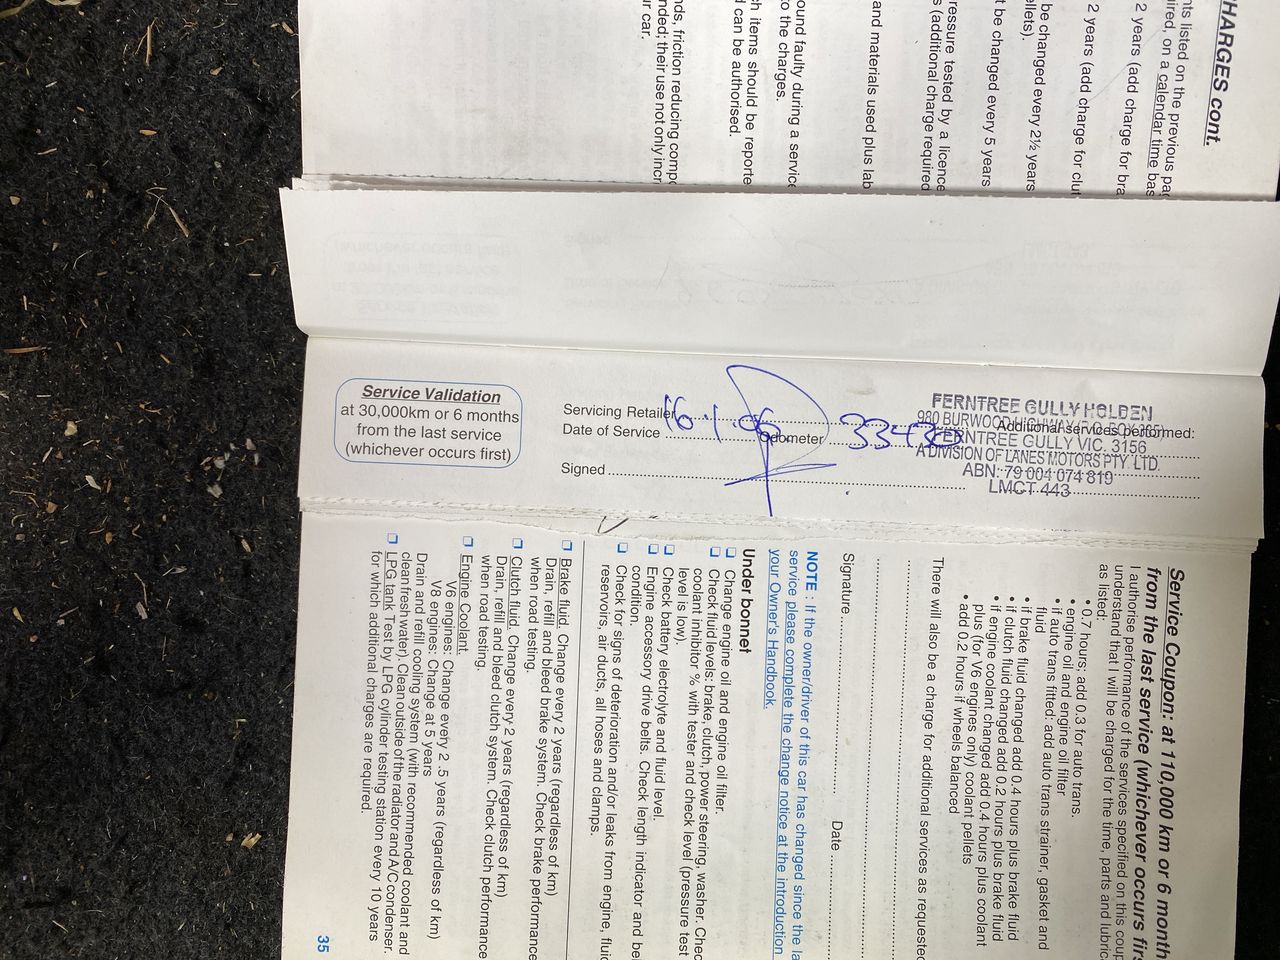 CHARGES cont.
nts listed on the previous pag
ired, on a calendar time bas
2 years (add charge for bra
2 years (add charge for clut
be changed every 2½ years
ellets).
t be changed every 5 years
ressure tested by a licence
s (additional charge required
and materials used plus lab
ound faulty during a service
to the charges.
ch items should be reporte
d can be authorised.
nds, friction reducing compo
nded; their use not only incr
ur car.
Service Validation
at 30,000km or 6 months
from the last service
(whichever occurs first)
Servicing Retailer
Date of Service 16.1.06 Odometer 33430
Signed
Additional services performed:
FERNTREE GULLY HOLDEN
980 BURWOOD HIGHWAY
FERNTREE GULLY VIC. 3156
A DIVISION OF LANES MOTORS PTY. LTD.
ABN: 79 004 074 819
LMCT 443
Service Coupon: at 110,000 km or 6 month
from the last service (whichever occurs firs
I authorise performance of the services specified on this coup
understand that I will be charged for the time, parts and lubric
as listed:
• 0.7 hours; add 0.3 for auto trans.
• engine oil and engine oil filter
• if auto trans fitted: add auto trans strainer, gasket and
fluid
• if brake fluid changed add 0.4 hours plus brake fluid
• if clutch fluid changed add 0.2 hours plus brake fluid
• if engine coolant changed add 0.4 hours plus coolant
plus (for V6 engines only) coolant pellets
• add 0.2 hours if wheels balanced
There will also be a charge for additional services as requested
Signature Date
NOTE : If the owner/driver of this car has changed since the la
service please complete the change notice at the introduction
your Owner's Handbook.
Under bonnet
❑ Change engine oil and engine oil filter.
❑ Check fluid levels: brake, clutch, power steering, washer. Chec
coolant inhibitor % with tester and check level (pressure test
level is low).
❑ Check battery electrolyte and fluid level.
❑ Engine accessory drive belts. Check length indicator and bel
condition.
❑ Check for signs of deterioration and/or leaks from engine, fluid
reservoirs, air ducts, all hoses and clamps.
❑ Brake fluid. Change every 2 years (regardless of km)
Drain, refill and bleed brake system. Check brake performance
when road testing.
❑ Clutch fluid. Change every 2 years (regardless of km)
Drain, refill and bleed clutch system. Check clutch performance
when road testing.
❑ Engine Coolant.
V6 engines: Change every 2 .5 years (regardless of km)
V8 engines: Change at 5 years
Drain and refill cooling system (with recommended coolant and
clean freshwater). Clean outside of the radiator and A/C condenser.
❑ LPG tank Test by LPG cylinder testing station every 10 years
for which additional charges are required.
35